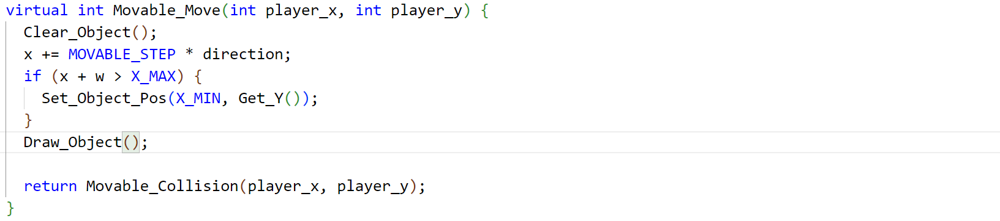 virtual int Movable_Move(int player_x, int player_y) {
  Clear_Object();
  x += MOVABLE_STEP * direction;
  if (x + w > X_MAX) {
    Set_Object_Pos(X_MIN, Get_Y());
  }
  Draw_Object();

  return Movable_Collision(player_x, player_y);
}